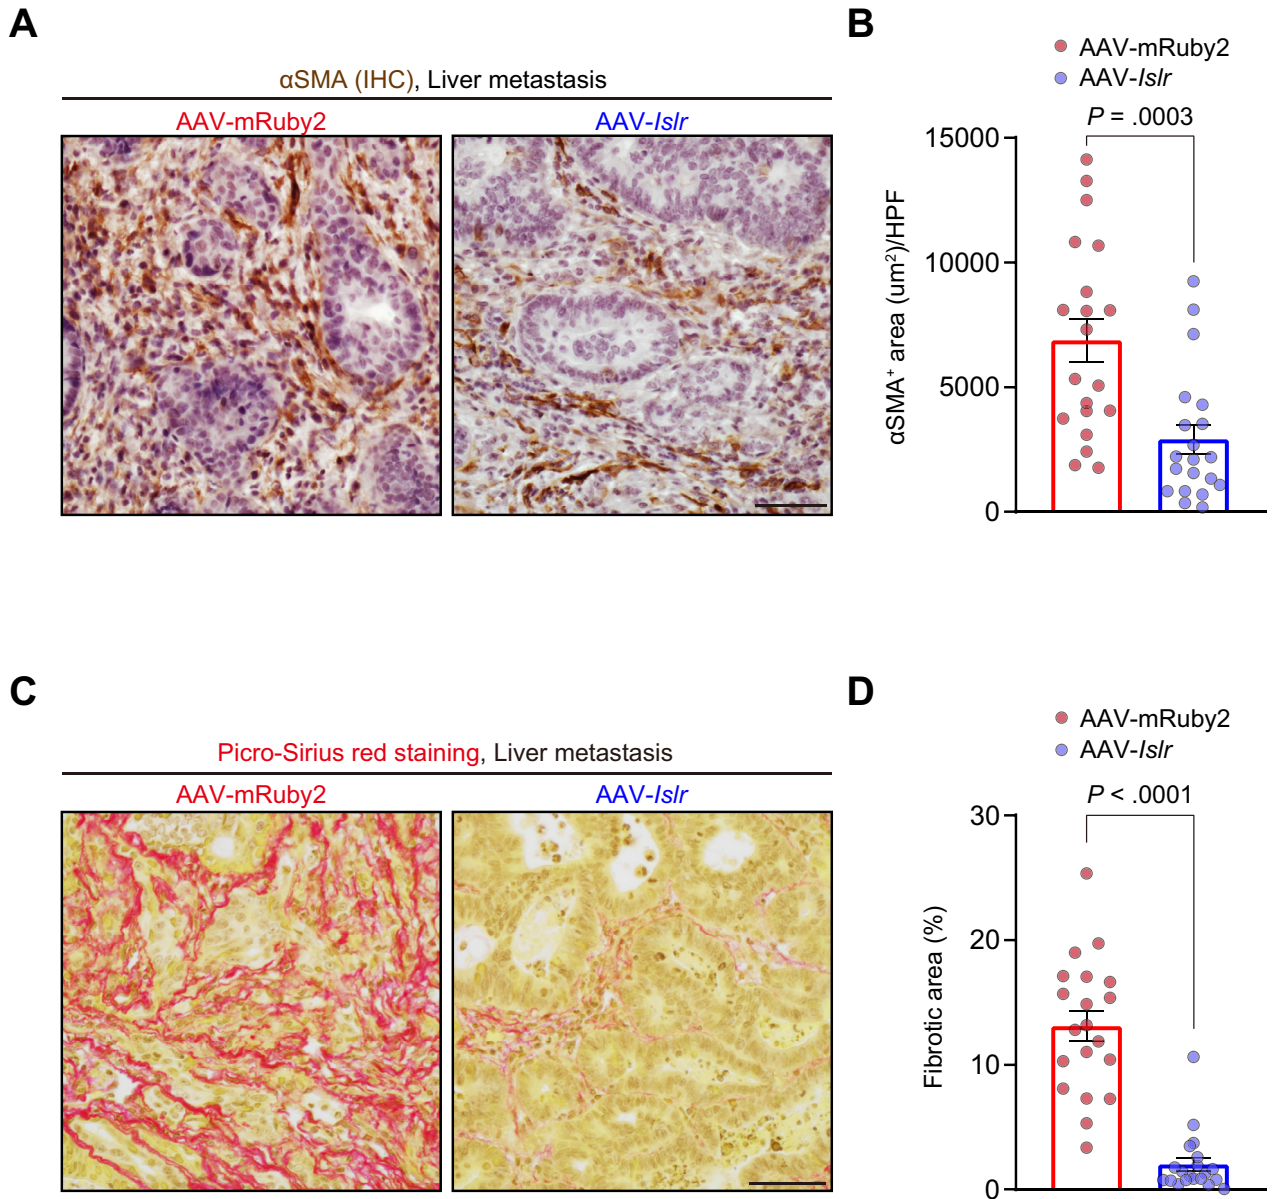 A
αSMA (IHC), Liver metastasis
AAV-mRuby2
AAV-Islr
B
AAV-mRuby2
AAV-Islr
P = .0003
αSMA⁺ area (um²)/HPF
15000
10000
5000
0
C
Picro-Sirius red staining, Liver metastasis
AAV-mRuby2
AAV-Islr
D
AAV-mRuby2
AAV-Islr
P < .0001
Fibrotic area (%)
30
20
10
0